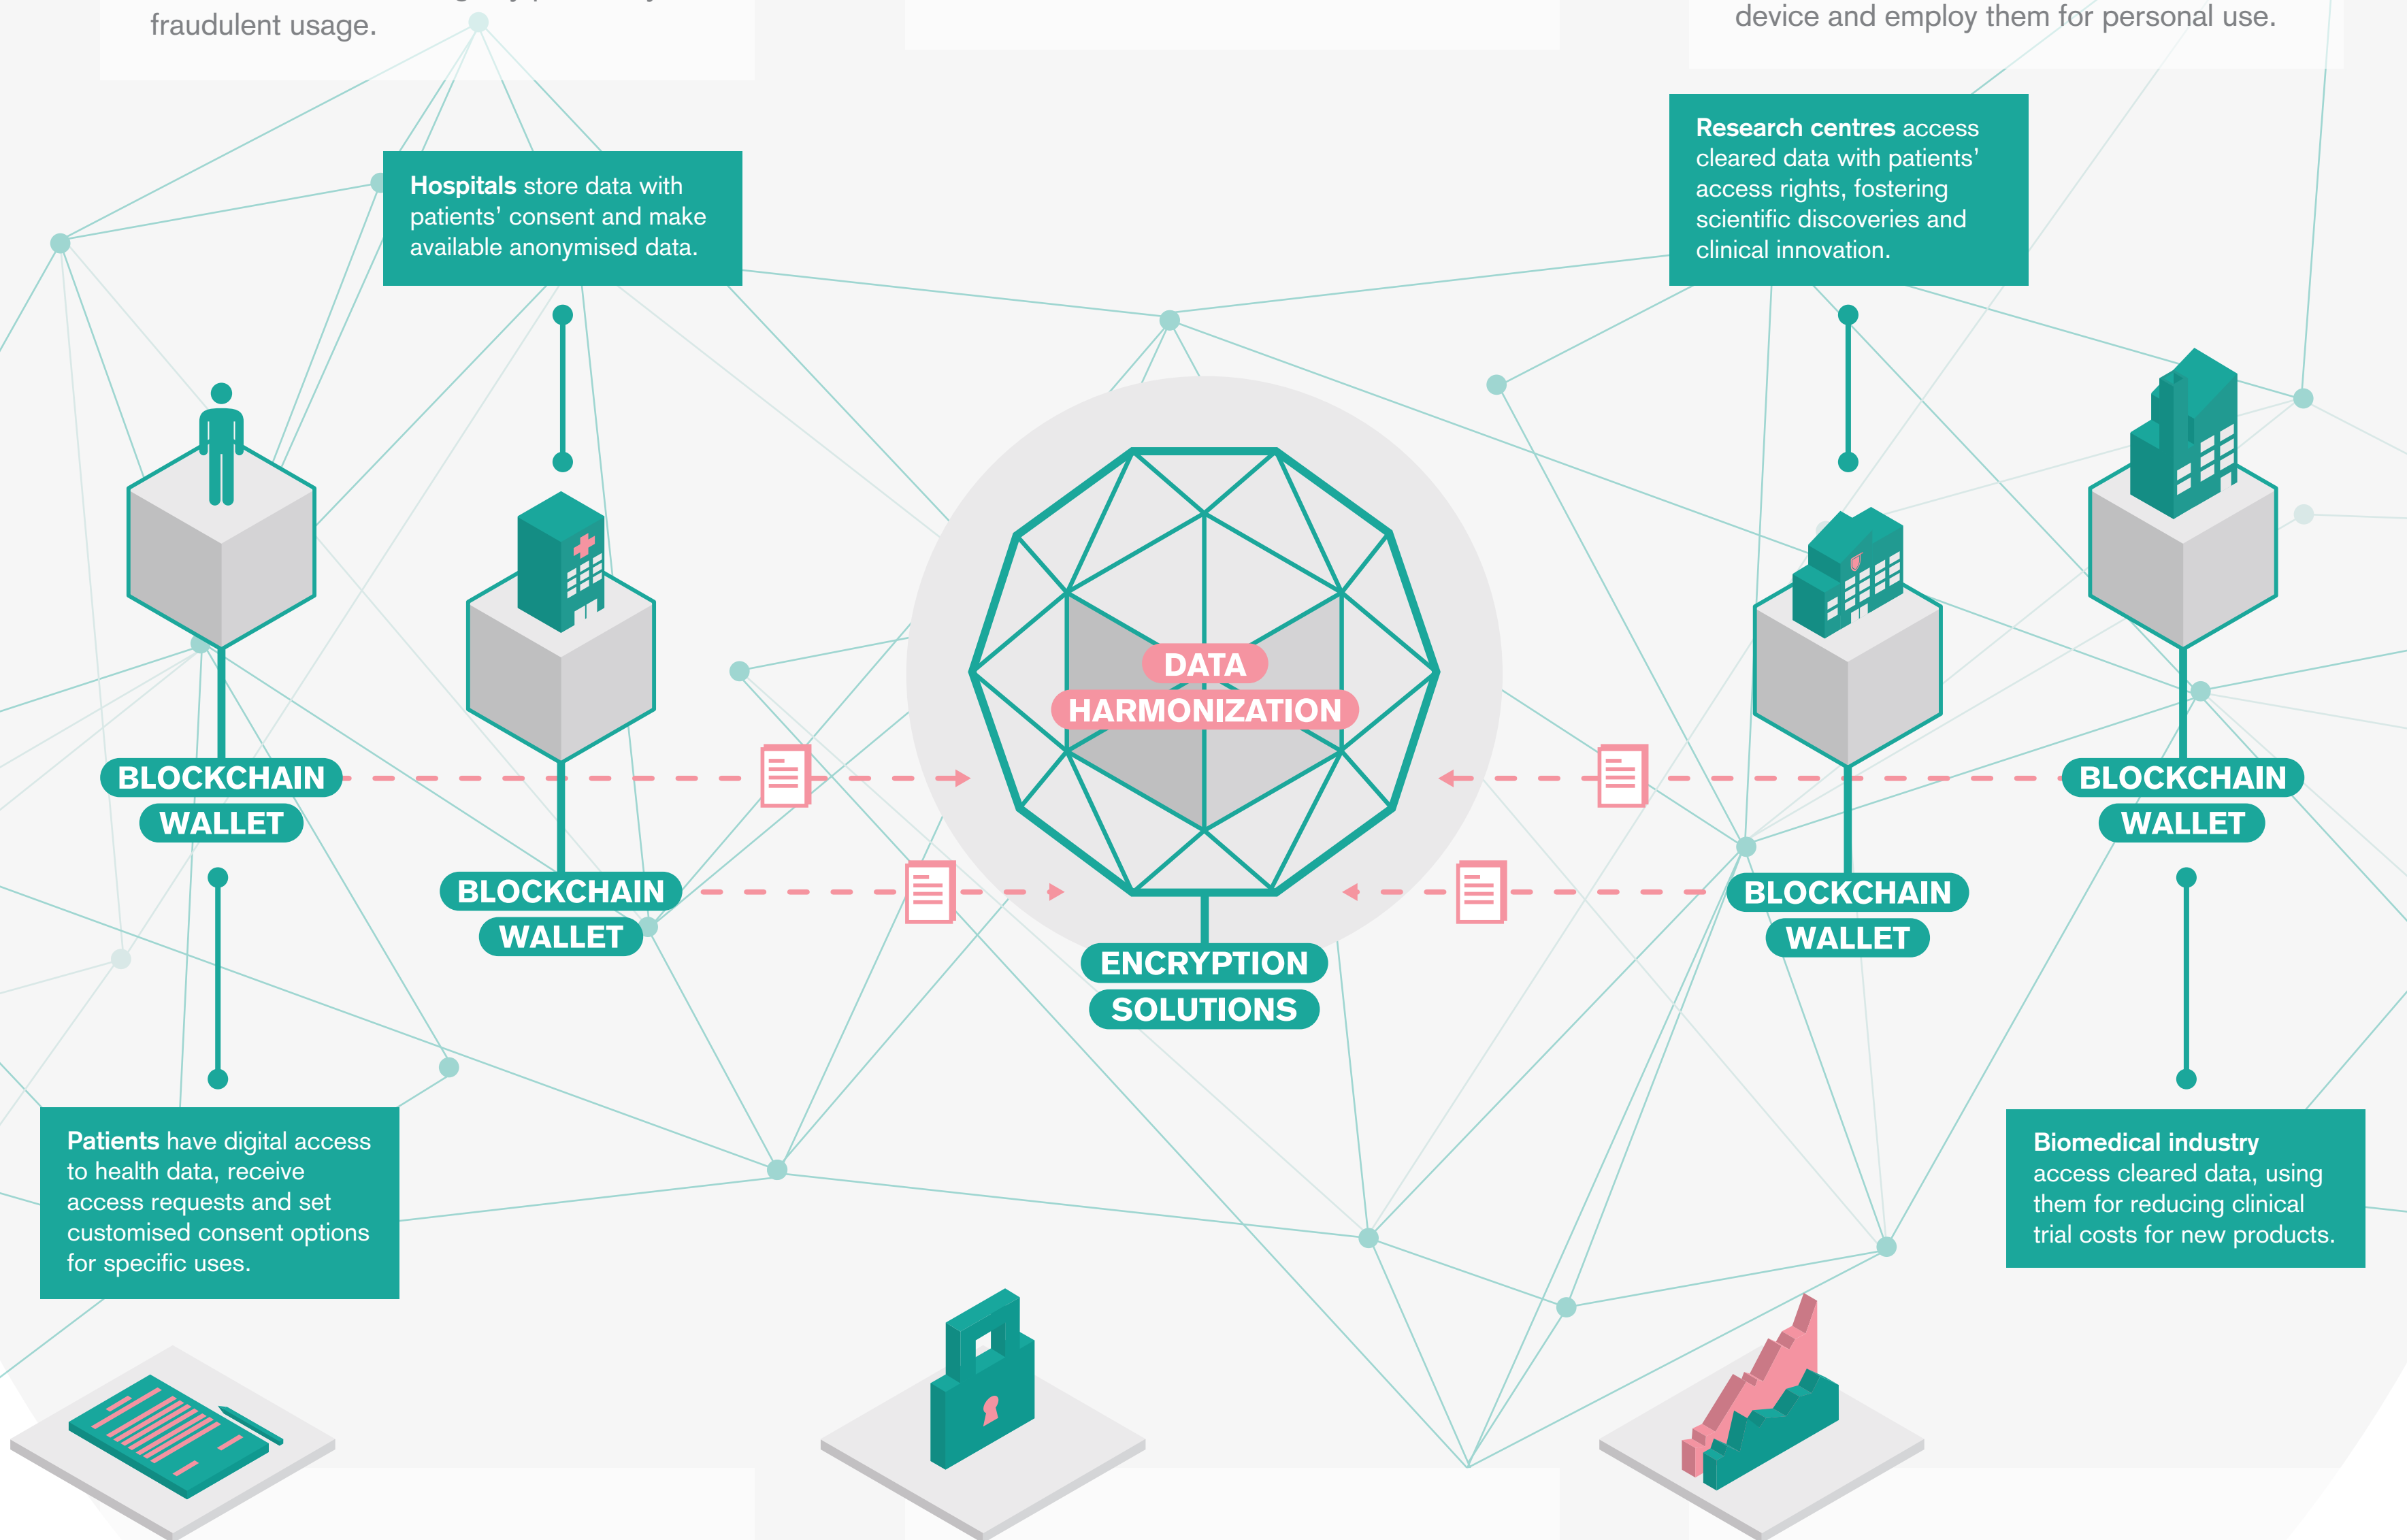 fraudulent usage.
device and employ them for personal use.
Hospitals store data with
patients’ consent and make
available anonymised data.
Research centres access
cleared data with patients’
access rights, fostering
scientific discoveries and
clinical innovation.
DATA
HARMONIZATION
BLOCKCHAIN
WALLET
BLOCKCHAIN
WALLET
ENCRYPTION
SOLUTIONS
BLOCKCHAIN
WALLET
BLOCKCHAIN
WALLET
Patients have digital access
to health data, receive
access requests and set
customised consent options
for specific uses.
Biomedical industry
access cleared data, using
them for reducing clinical
trial costs for new products.